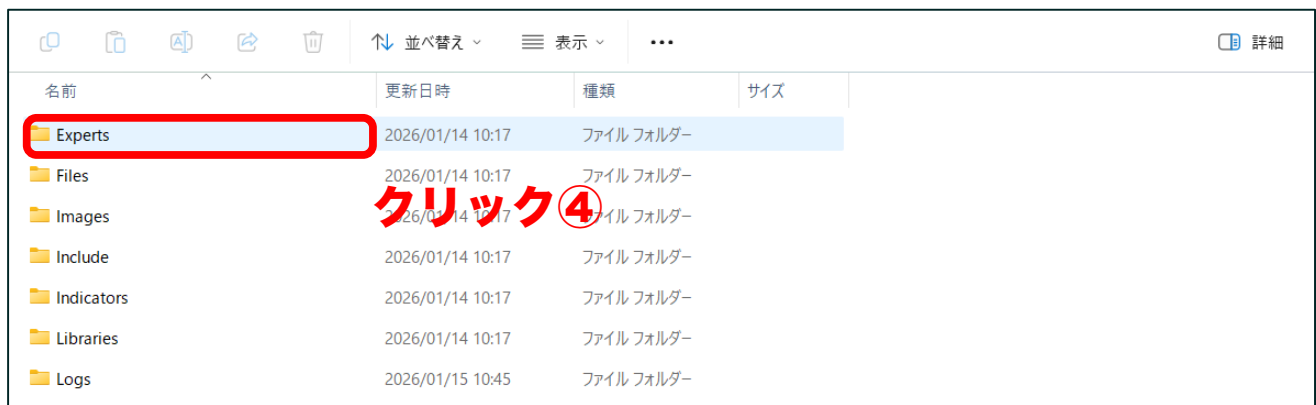 並べ替え 表示 ... 詳細
名前 更新日時 種類 サイズ
Experts 2026/01/14 10:17 ファイル フォルダー
Files 2026/01/14 10:17 ファイル フォルダー
クリック④
Images 2026/01/14 10:17 ファイル フォルダー
Include 2026/01/14 10:17 ファイル フォルダー
Indicators 2026/01/14 10:17 ファイル フォルダー
Libraries 2026/01/14 10:17 ファイル フォルダー
Logs 2026/01/15 10:45 ファイル フォルダー